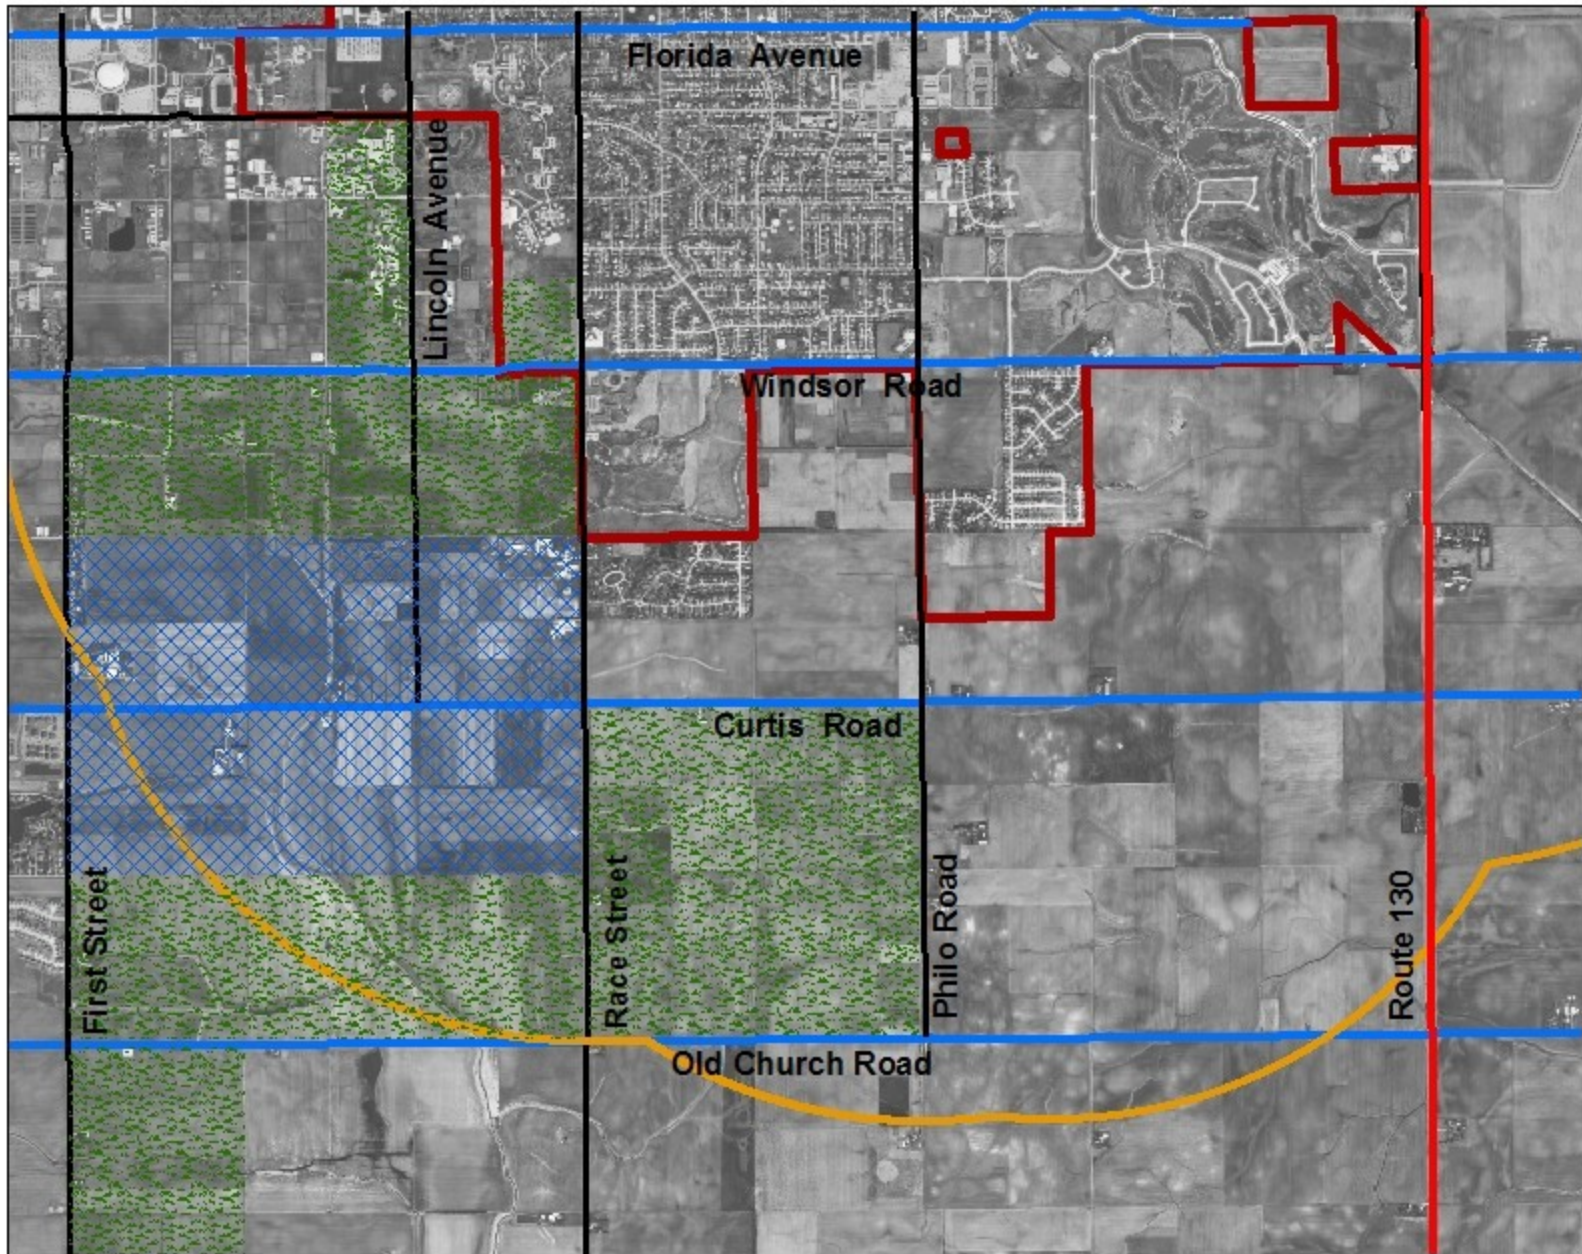 Florida Avenue
Lincoln Avenue
Windsor Road
Curtis Road
First Street
Race Street
Philo Road
Route 130
Old Church Road